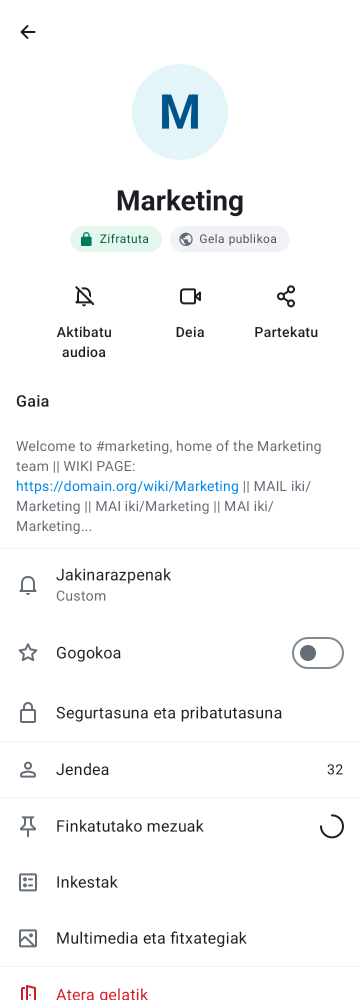 M
Marketing
Zifratuta
Gela publikoa
Aktibatu
audioa
Deia
Partekatu
Gaia
Welcome to #marketing, home of the Marketing
team || WIKI PAGE:
https://domain.org/wiki/Marketing || MAIL iki/
Marketing || MAI iki/Marketing || MAI iki/
Marketing...
Jakinarazpenak
Custom
Gogokoa
Segurtasuna eta pribatutasuna
Jendea
32
Finkatutako mezuak
Inkestak
Multimedia eta fitxategiak
Atera gelatik